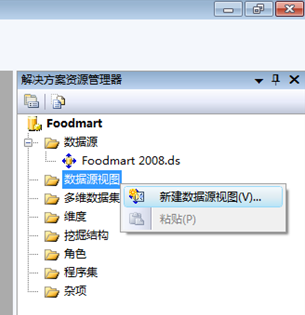 解决方案资源管理器
Foodmart
数据源
Foodmart 2008.ds
数据源视图
新建数据源视图(V)...
多维数据集
粘贴(P)
维度
挖掘结构
角色
程序集
杂项